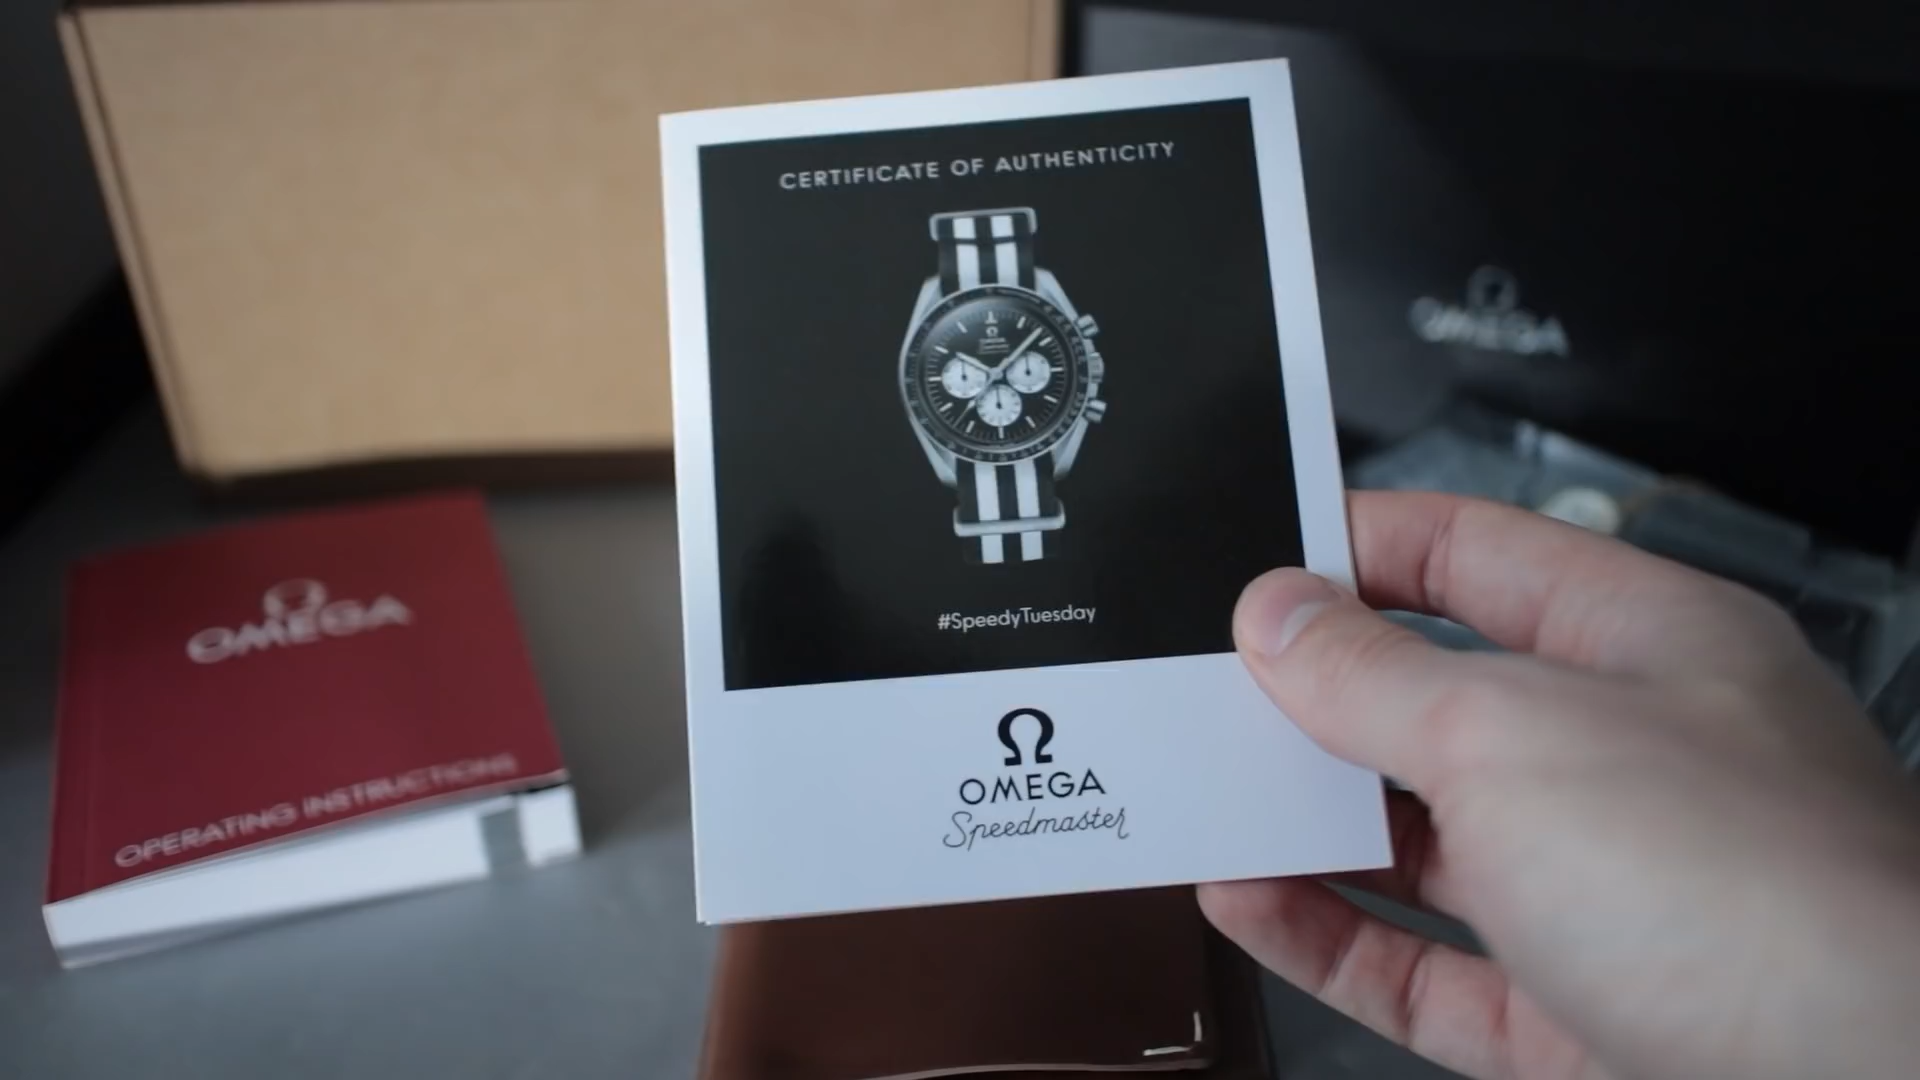 CERTIFICATE OF AUTHENTICITY
#SpeedyTuesday
Ω
OMEGA
Speedmaster
OMEGA
OPERATING INSTRUCTIONS
OMEGA